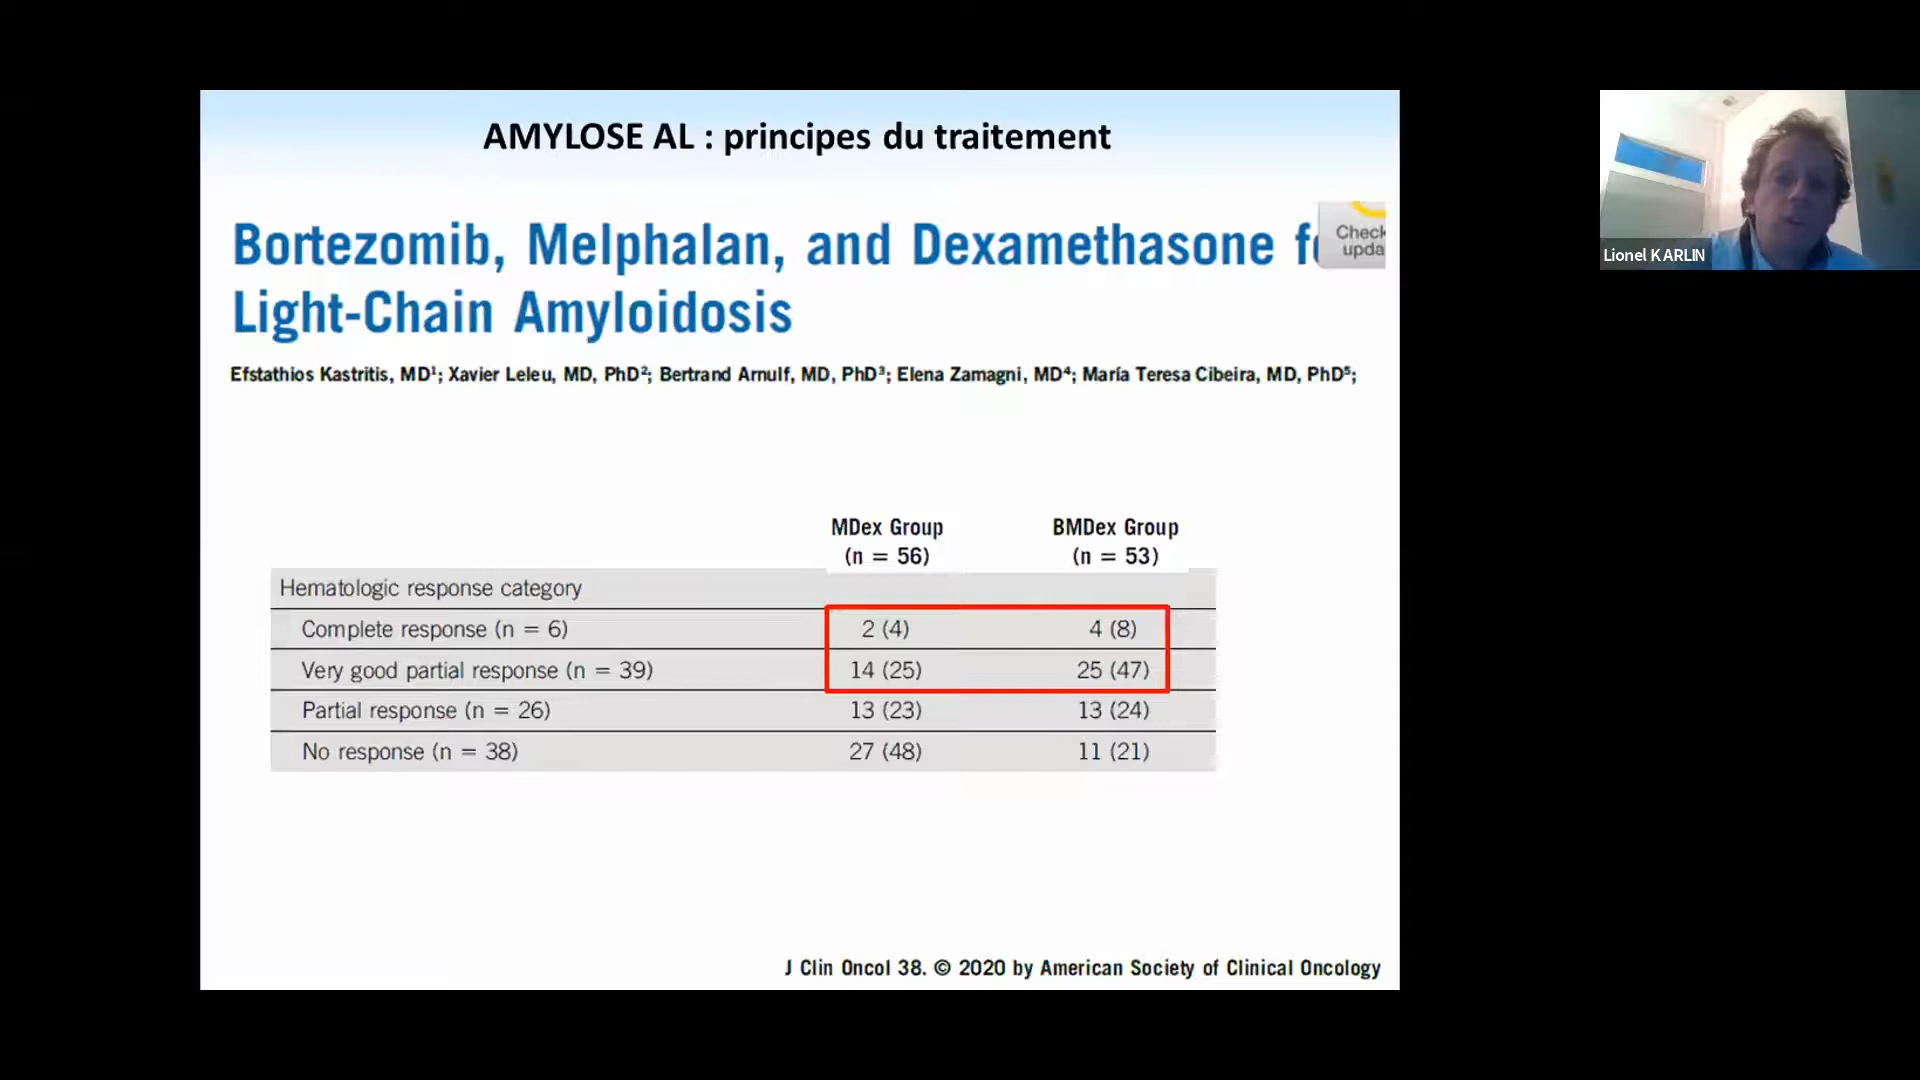 AMYLOSE AL : principes du traitement
Bortezomib, Melphalan, and Dexamethasone
Check
upda
Light-Chain Amyloidosis
Efstathios Kastritis, MD¹; Xavier Leleu, MD, PhD²; Bertrand Arnulf, MD, PhD³; Elena Zamagni, MD⁴; María Teresa Cibeira, MD, PhD⁵;
MDex Group BMDex Group
(n = 56) (n = 53)
Hematologic response category
Complete response (n = 6) 2 (4) 4 (8)
Very good partial response (n = 39) 14 (25) 25 (47)
Partial response (n = 26) 13 (23) 13 (24)
No response (n = 38) 27 (48) 11 (21)
J Clin Oncol 38. © 2020 by American Society of Clinical Oncology
Lionel KARLIN